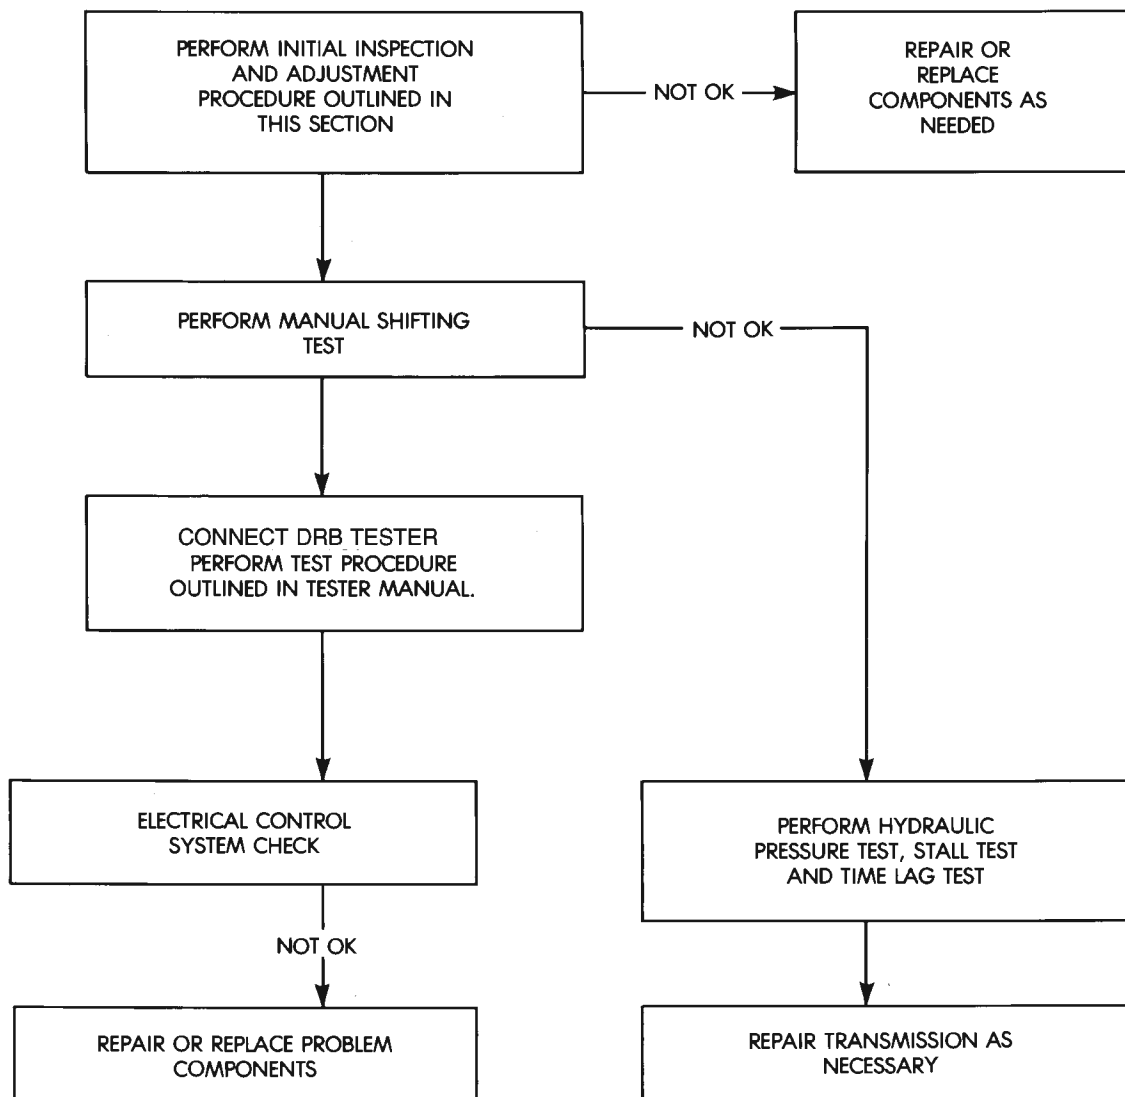 PERFORM INITIAL INSPECTION
AND ADJUSTMENT
PROCEDURE OUTLINED IN
THIS SECTION
NOT OK
REPAIR OR
REPLACE
COMPONENTS AS
NEEDED
PERFORM MANUAL SHIFTING
TEST
NOT OK
CONNECT DRB TESTER
PERFORM TEST PROCEDURE
OUTLINED IN TESTER MANUAL.
ELECTRICAL CONTROL
SYSTEM CHECK
PERFORM HYDRAULIC
PRESSURE TEST, STALL TEST
AND TIME LAG TEST
NOT OK
REPAIR OR REPLACE PROBLEM
COMPONENTS
REPAIR TRANSMISSION AS
NECESSARY